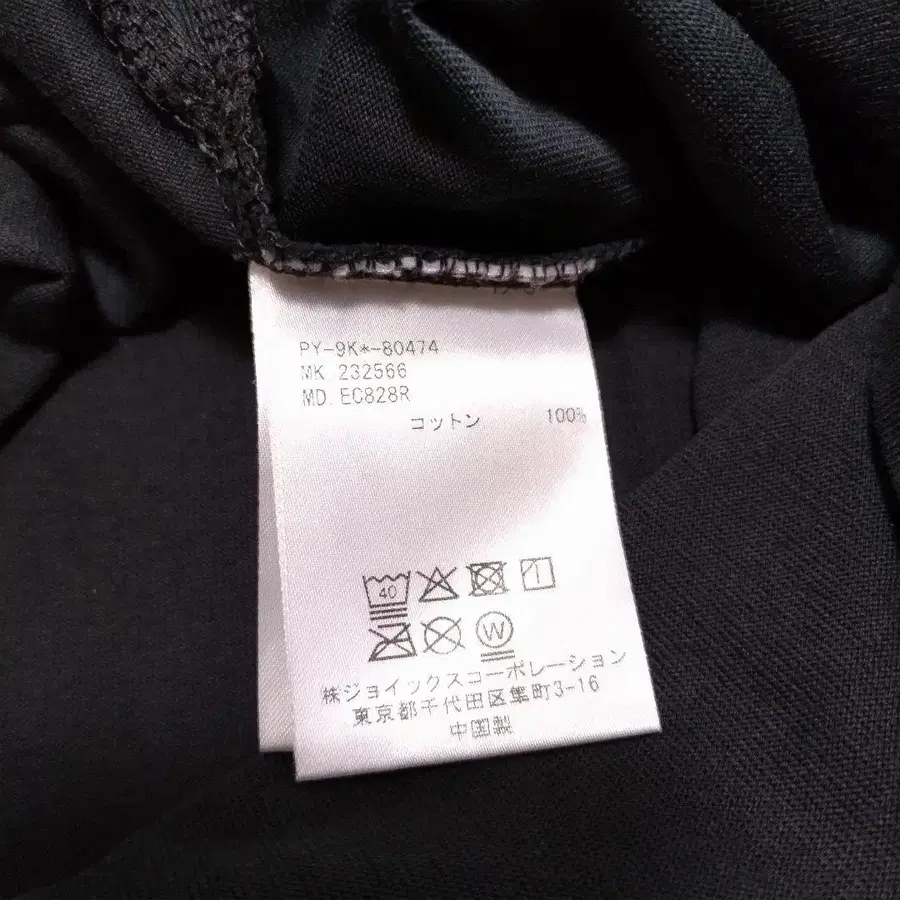 PY-9K*-80474
MK 232566
MD. EC828R
コットン 100%
40
W
株ジョイックスコーポレーション
東京都千代田区隼町3-16
中国製